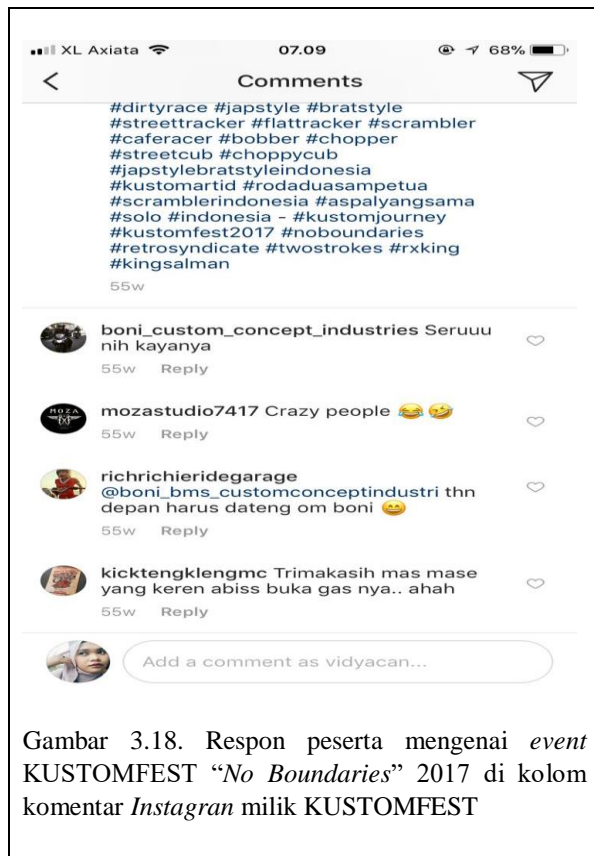 XL Axiata 07.09 68%
Comments
#dirtyrace #japstyle #bratstyle
#streettracker #flattracker #scrambler
#caferacer #bobber #chopper
#streetcub #choppycub
#japstylebratstyleindonesia
#kustomartid #rodaduasampetua
#scramblerindonesia #aspalyangsama
#solo #indonesia - #kustomjourney
#kustomfest2017 #noboundaries
#retrosyndicate #twostrokes #rxking
#kingsalman
55w
boni_custom_concept_industries Seruuu
nih kayanya
55w Reply
MOZA
mozastudio7417 Crazy people 😂 🤣
55w Reply
richrichieridegarage
@boni_bms_customconceptindustri thn
depan harus dateng om boni 😄
55w Reply
kicktengklengmc Trimakasih mas mase
yang keren abiss buka gas nya.. ahah
55w Reply
Add a comment as vidyacan...
Gambar 3.18. Respon peserta mengenai event
KUSTOMFEST “No Boundaries” 2017 di kolom
komentar Instagran milik KUSTOMFEST